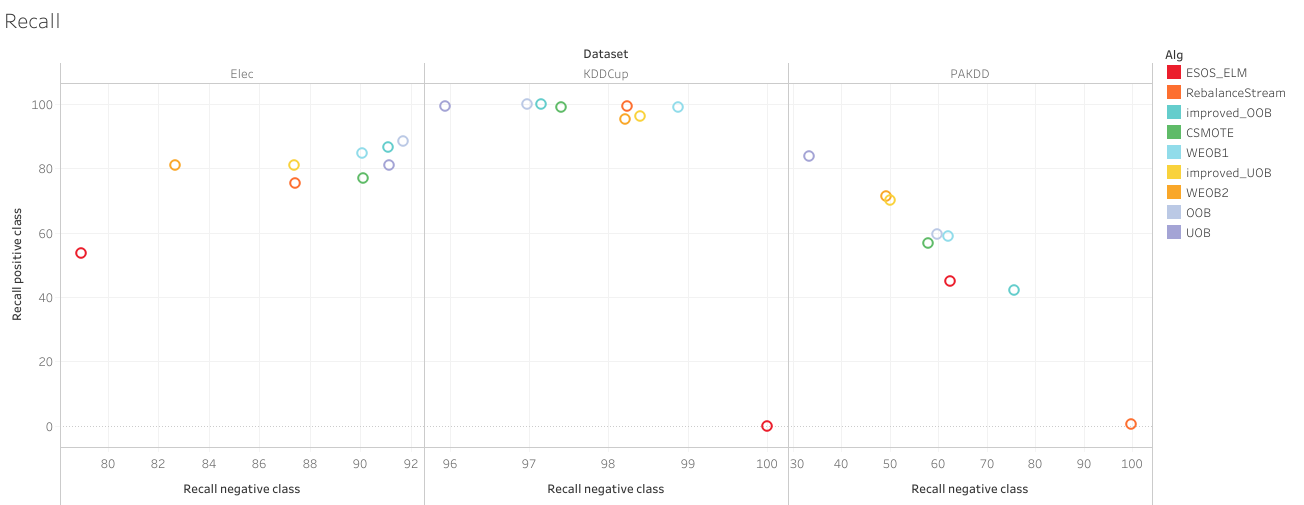 Recall
Dataset
Elec
KDDCup
PAKDD
Recall positive class
100
80
60
40
20
0
80 82 84 86 88 90 92
96 97 98 99 100
30 40 50 60 70 80 90 100
Recall negative class
Recall negative class
Recall negative class
Alg
ESOS_ELM
RebalanceStream
improved_OOB
CSMOTE
WEOB1
improved_UOB
WEOB2
OOB
UOB